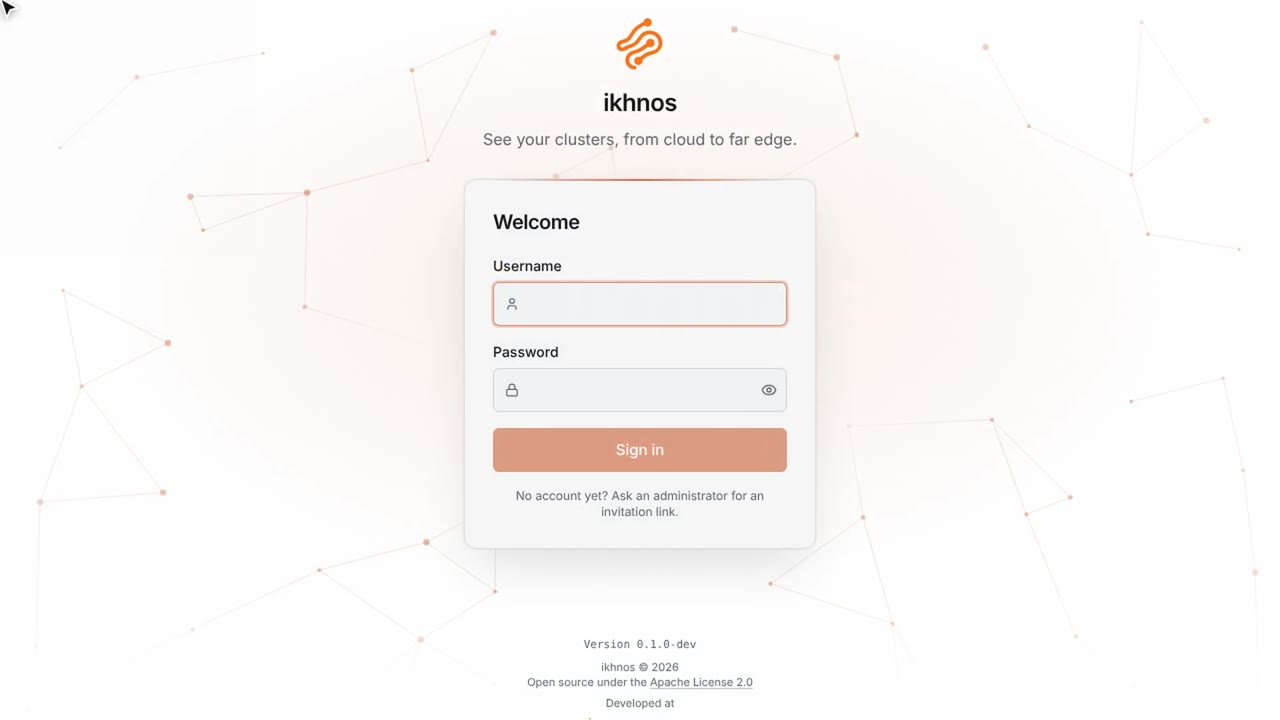 ikhnos
See your clusters, from cloud to far edge.
Welcome
Username
Password
Sign in
No account yet? Ask an administrator for an
invitation link.
Version 0.1.0-dev
ikhnos © 2026
Open source under the Apache License 2.0
Developed at